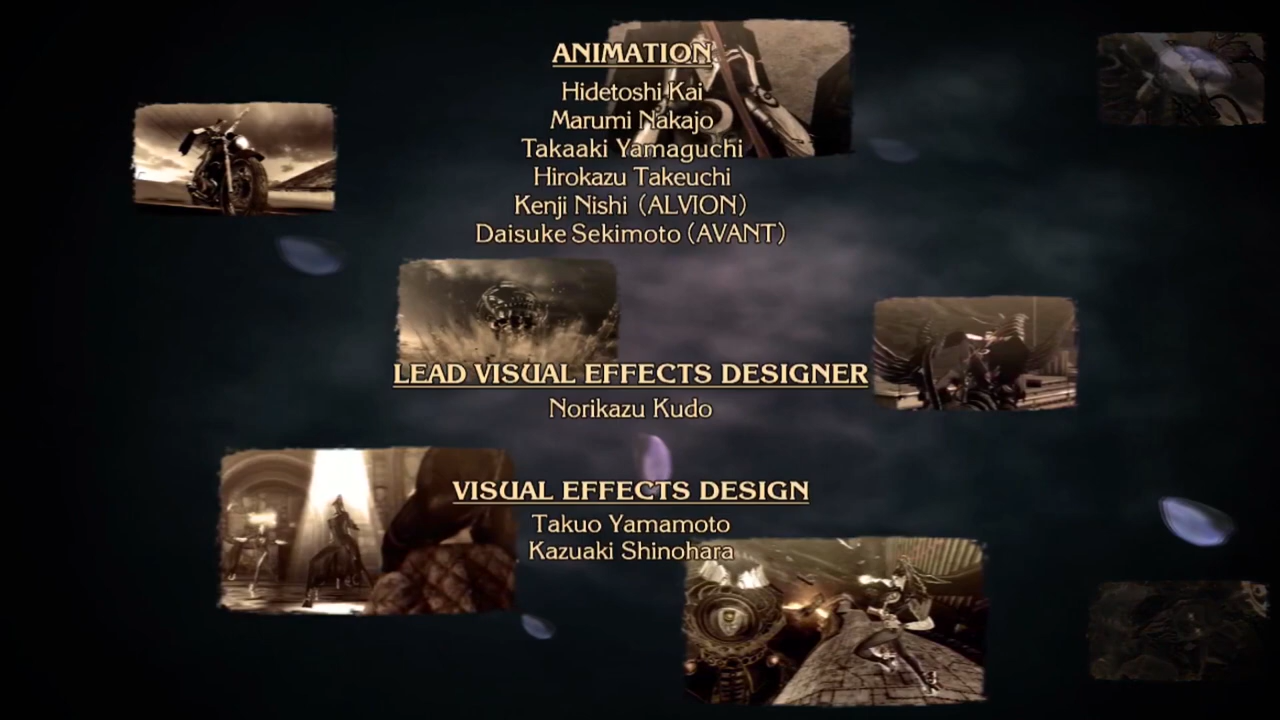 ANIMATION
Hidetoshi Kai
Marumi Nakajo
Takaaki Yamaguchi
Hirokazu Takeuchi
Kenji Nishi (ALVION)
Daisuke Sekimoto (AVANT)
LEAD VISUAL EFFECTS DESIGNER
Norikazu Kudo
VISUAL EFFECTS DESIGN
Takuo Yamamoto
Kazuaki Shinohara